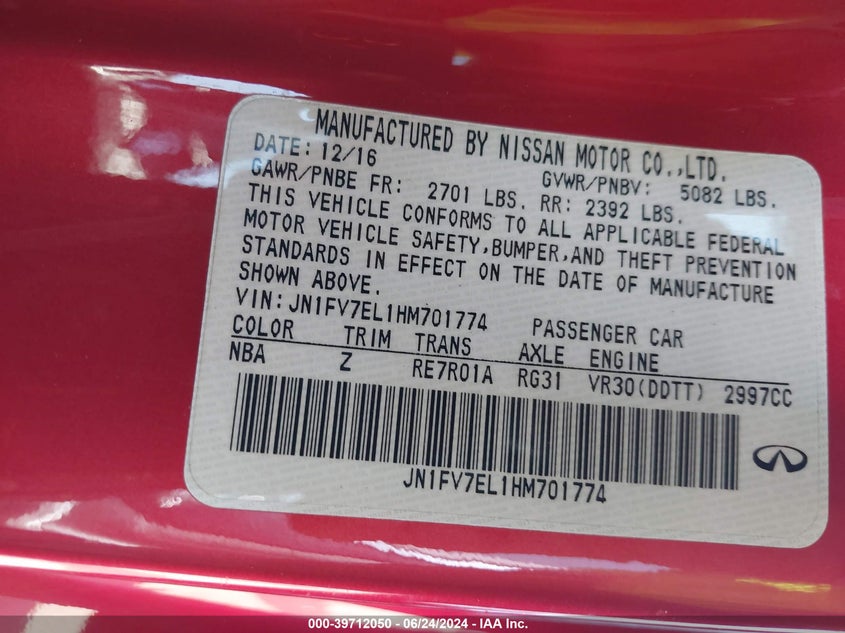 MANUFACTURED BY NISSAN MOTOR CO.,LTD.
DATE: 12/16 GVWR/PNBV: 5082 LBS.
GAWR/PNBE FR: 2701 LBS. RR: 2392 LBS.
THIS VEHICLE CONFORMS TO ALL APPLICABLE FEDERAL
MOTOR VEHICLE SAFETY,BUMPER,AND THEFT PREVENTION
STANDARDS IN EFFECT ON THE DATE OF MANUFACTURE
SHOWN ABOVE.
VIN:JN1FV7EL1HM701774 PASSENGER CAR
COLOR TRIM TRANS AXLE ENGINE
NBA Z RE7R01A RG31 VR30(DDTT) 2997CC
JN1FV7EL1HM701774
000-39712050 - 06/24/2024 - IAA Inc.